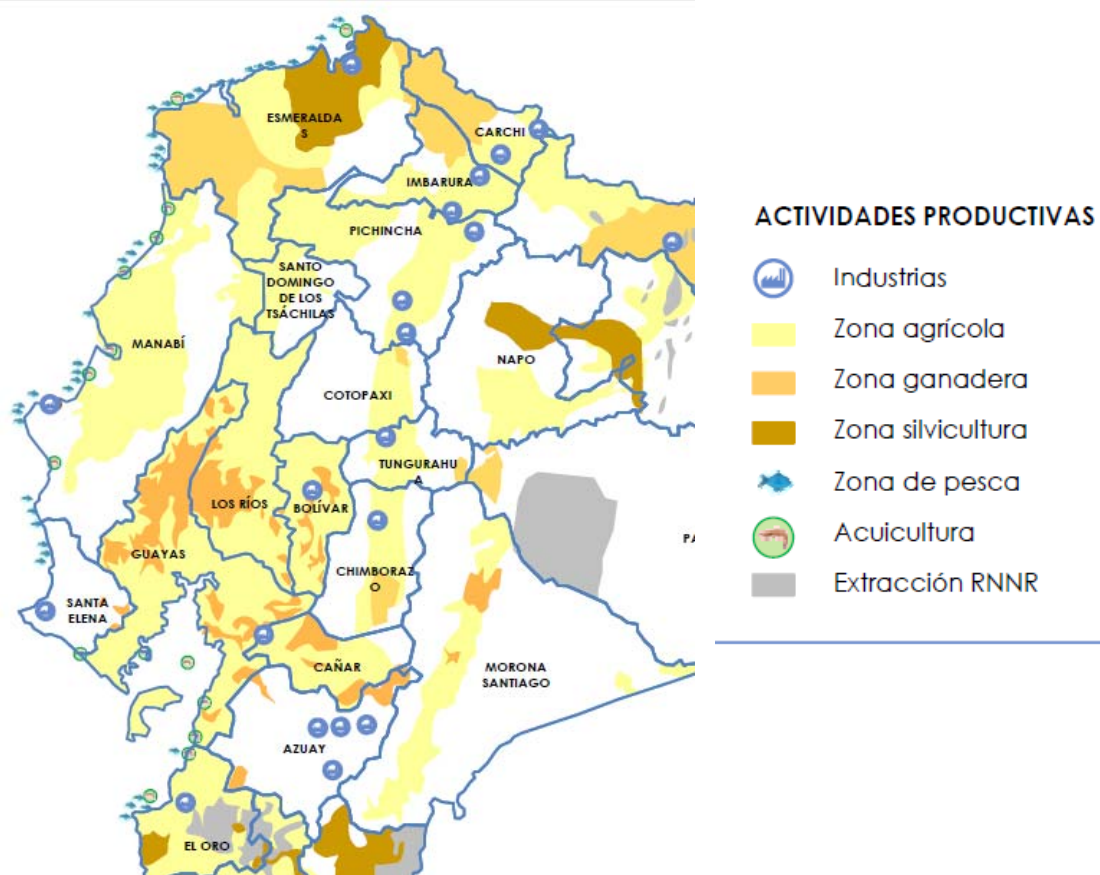 ESMERALDA
S
CARCHI
IMBARURA
PICHINCHA
SANTO
DOMINGO
DE LOS
TSÁCHILAS
MANABÍ
NAPO
COTOPAXI
TUNGURAHU
A
LOS RÍOS
BOLÍVAR
GUAYAS
CHIMBORAZ
O
SANTA
ELENA
CAÑAR
MORONA
SANTIAGO
AZUAY
EL ORO
PA
ACTIVIDADES PRODUCTIVAS
Industrias
Zona agrícola
Zona ganadera
Zona silvicultura
Zona de pesca
Acuicultura
Extracción RNNR